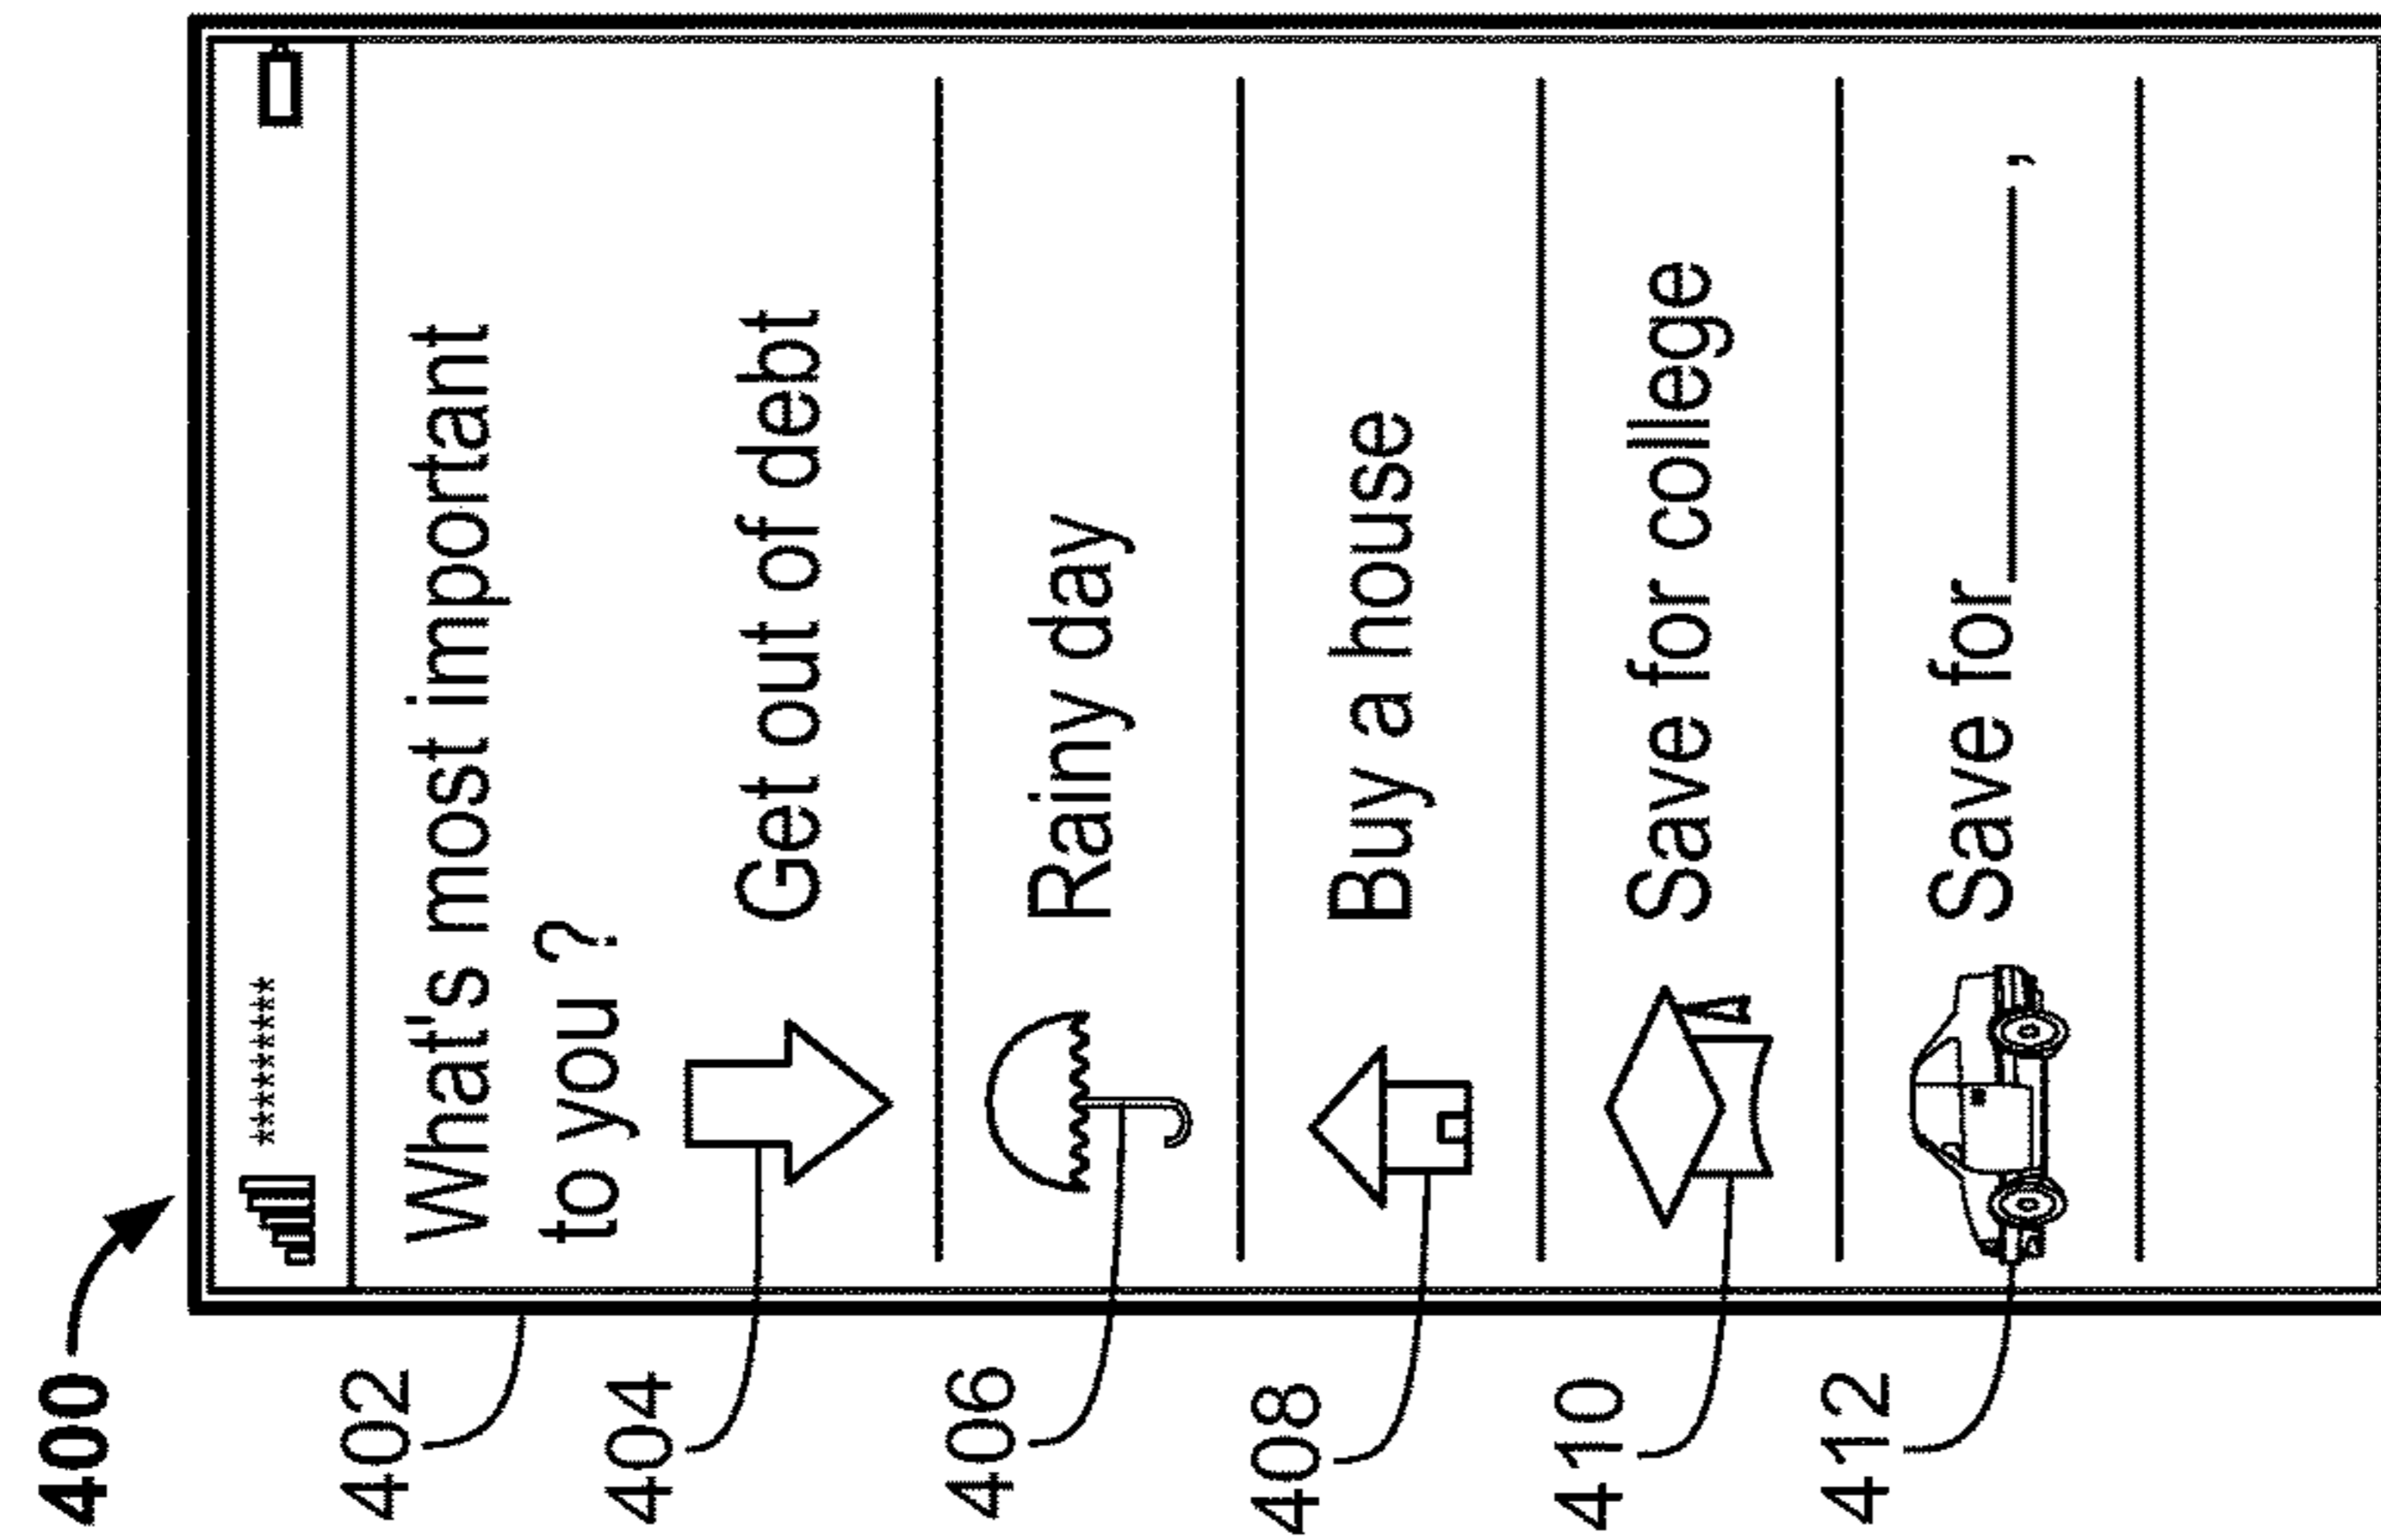 400
*********
402
What's most important
to you ?
404
Get out of debt
406
Rainy day
408
Buy a house
410
Save for college
412
Save for_______,